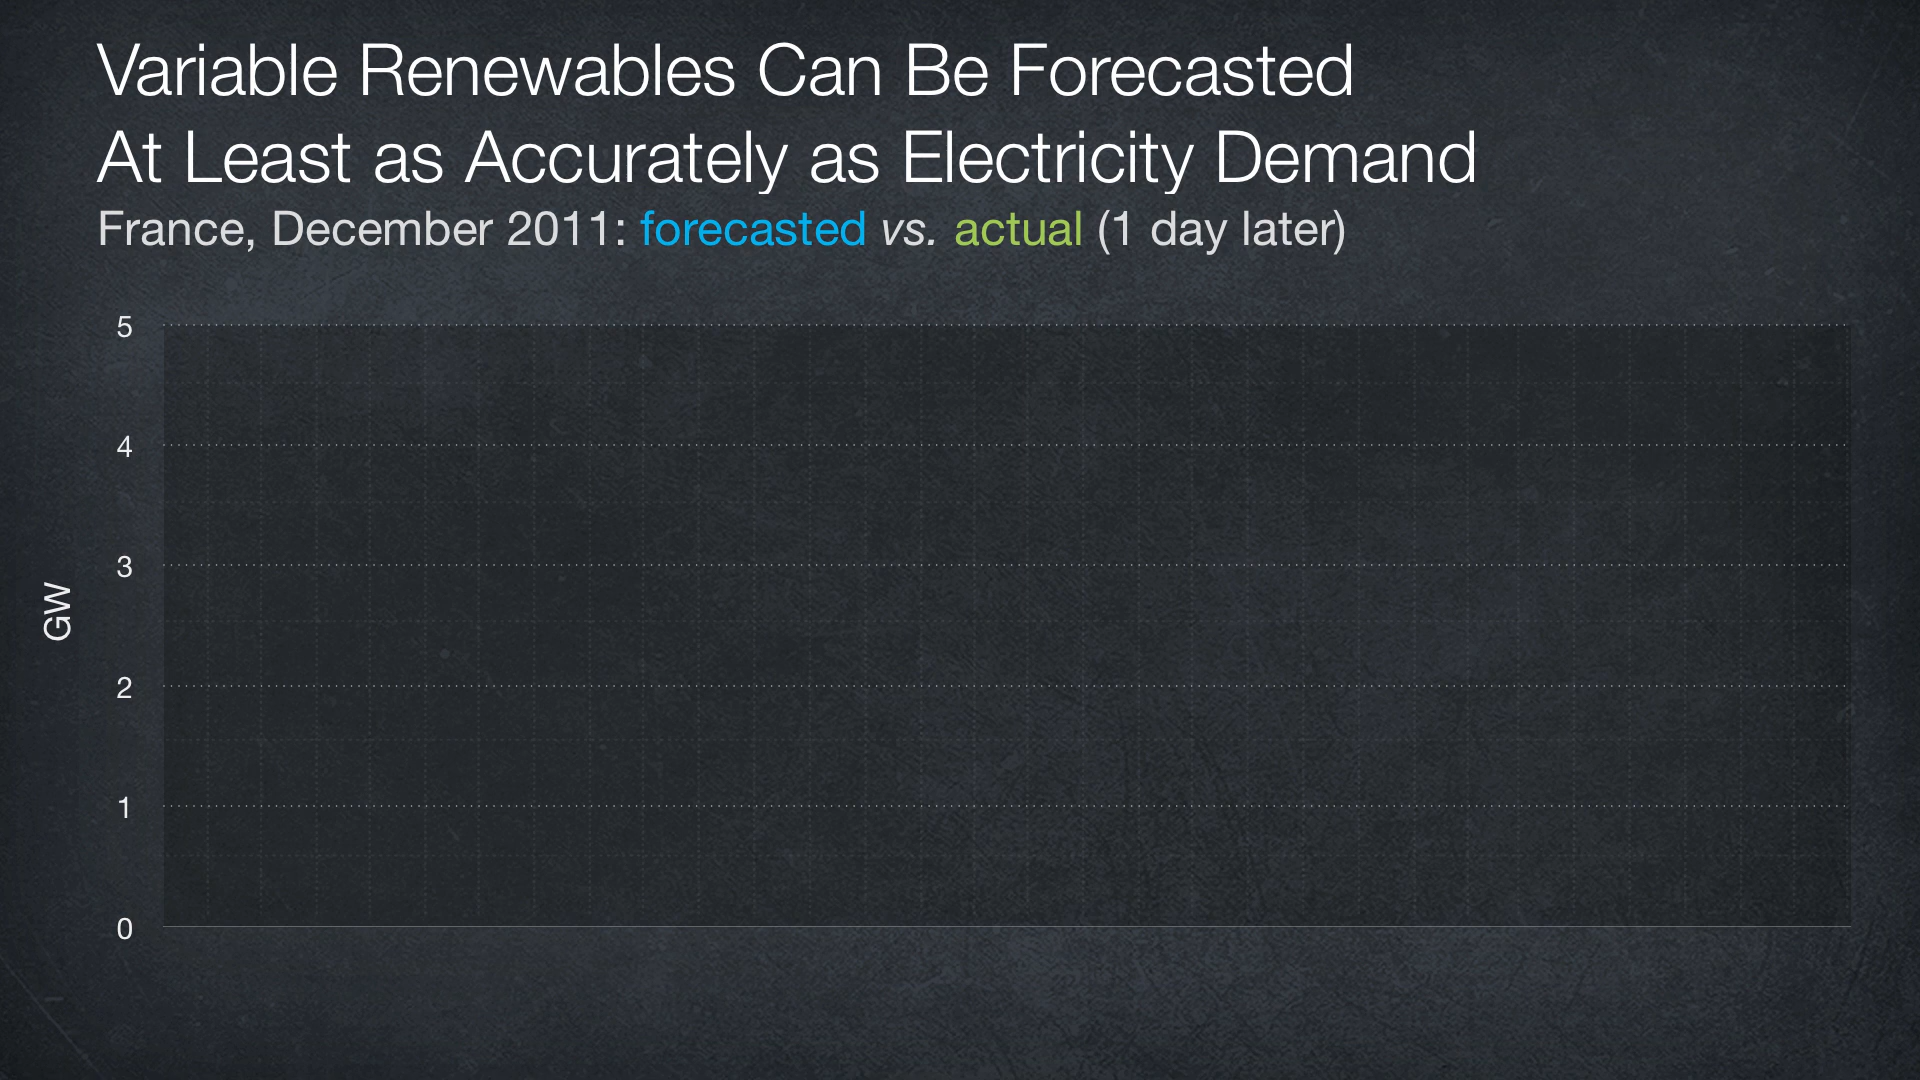 Variable Renewables Can Be Forecasted
At Least as Accurately as Electricity Demand
France, December 2011: forecasted vs. actual (1 day later)
5
4
3
GW
2
1
0